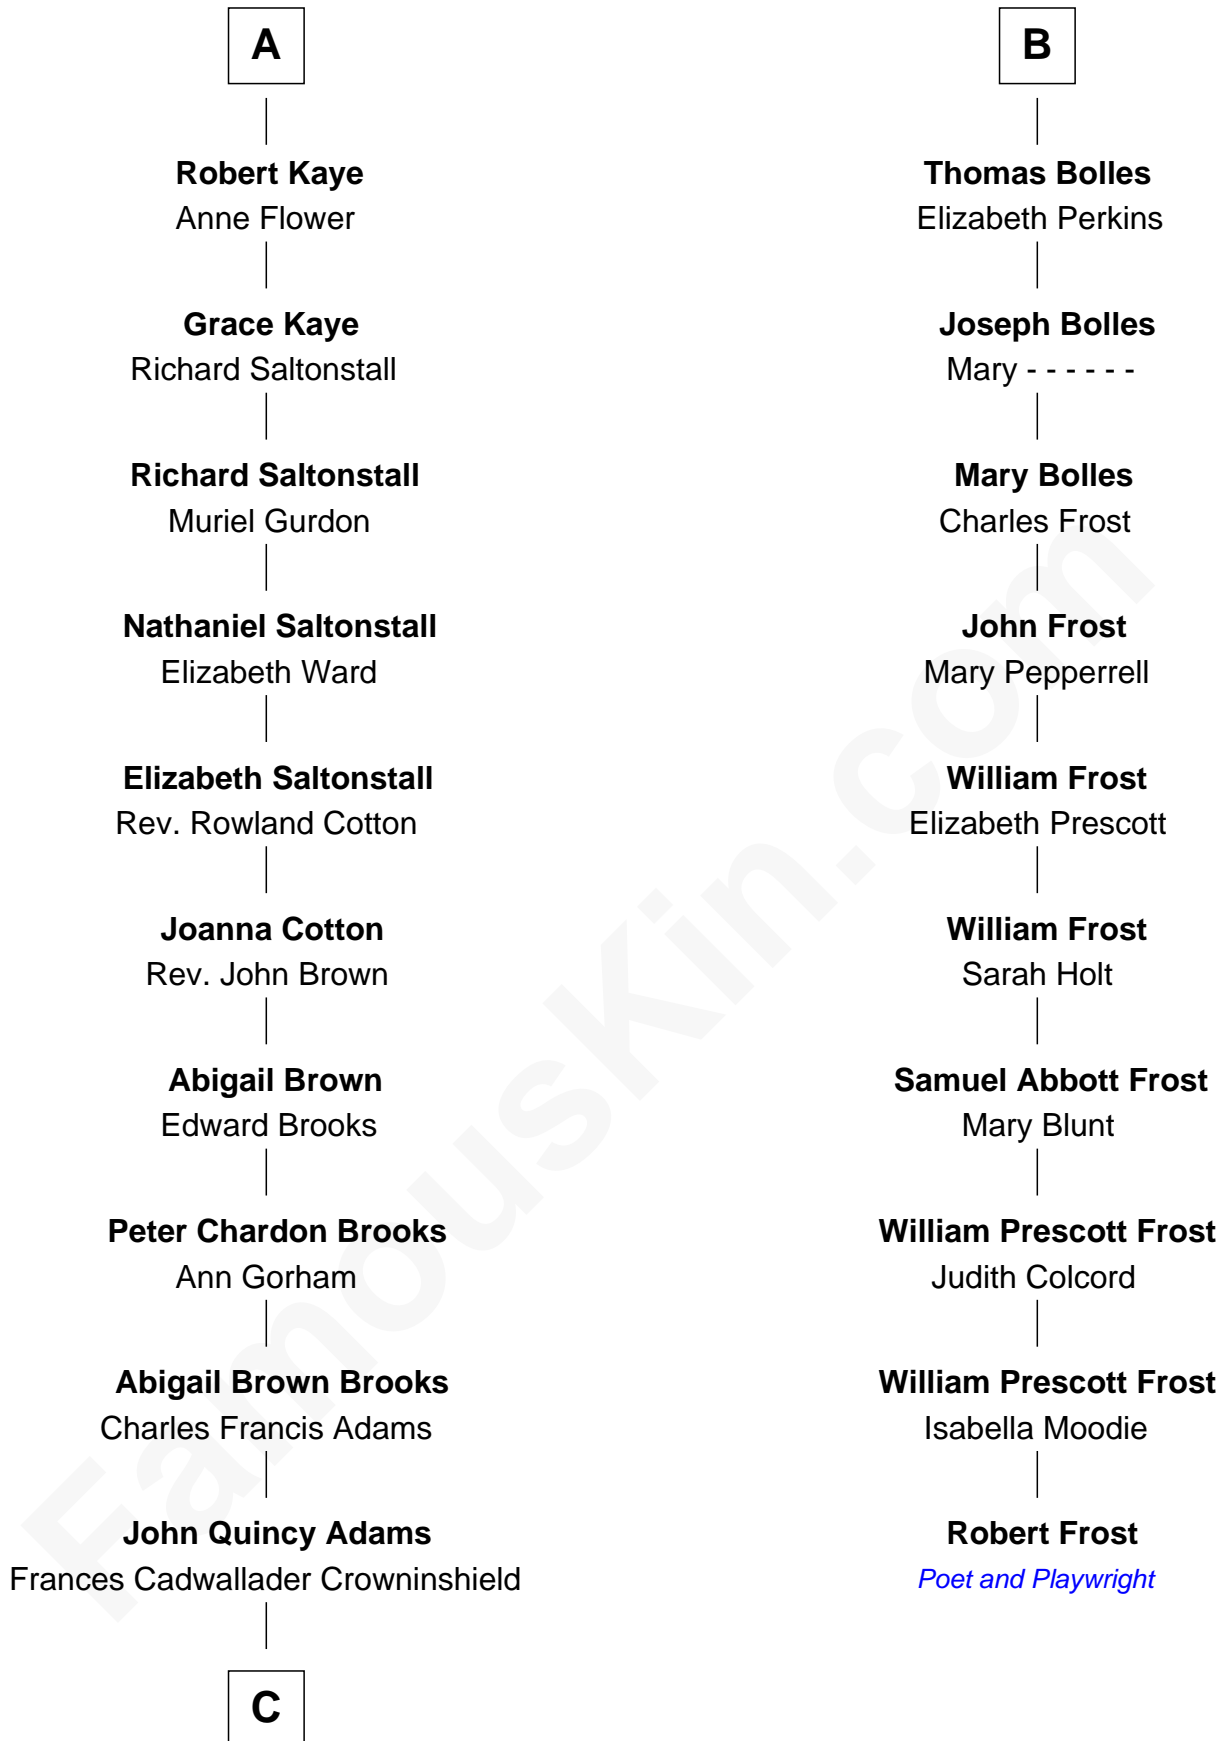 A
Robert Kaye
Anne Flower
Grace Kaye
Richard Saltonstall
Richard Saltonstall
Muriel Gurdon
Nathaniel Saltonstall
Elizabeth Ward
Elizabeth Saltonstall
Rev. Rowland Cotton
Joanna Cotton
Rev. John Brown
Abigail Brown
Edward Brooks
Peter Chardon Brooks
Ann Gorham
Abigail Brown Brooks
Charles Francis Adams
John Quincy Adams
Frances Cadwallader Crowninshield
C
B
Thomas Bolles
Elizabeth Perkins
Joseph Bolles
Mary - - - - - -
Mary Bolles
Charles Frost
John Frost
Mary Pepperrell
William Frost
Elizabeth Prescott
William Frost
Sarah Holt
Samuel Abbott Frost
Mary Blunt
William Prescott Frost
Judith Colcord
William Prescott Frost
Isabella Moodie
Robert Frost
Poet and Playwright
FamousKin.com